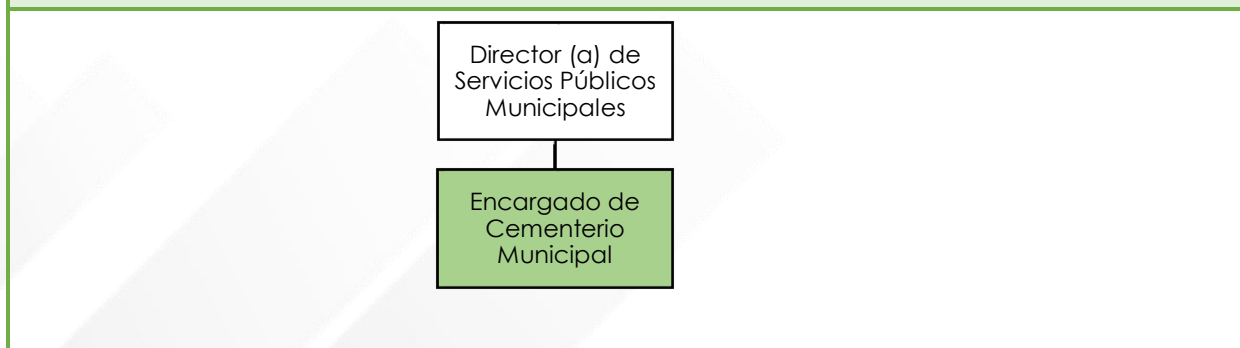 Director (a) de
Servicios Públicos
Municipales
Encargado de
Cementerio
Municipal